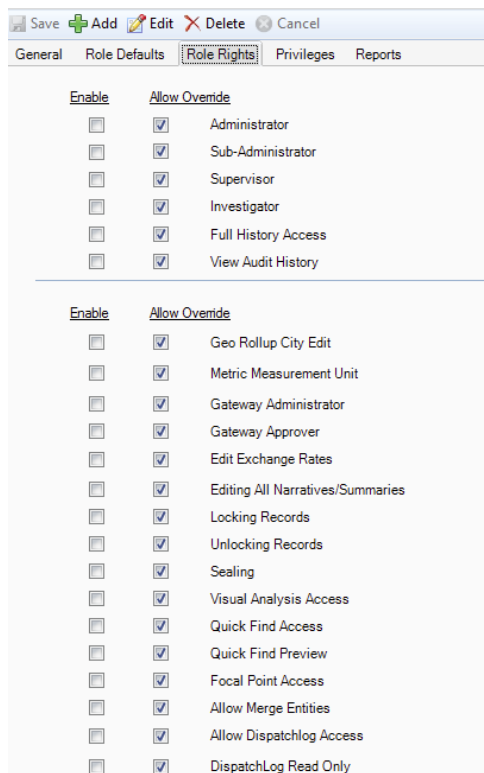 Save Add Edit Delete Cancel
General Role Defaults Role Rights Privileges Reports
Enable Allow Override
Administrator
Sub-Administrator
Supervisor
Investigator
Full History Access
View Audit History
Enable Allow Override
Geo Rollup City Edit
Metric Measurement Unit
Gateway Administrator
Gateway Approver
Edit Exchange Rates
Editing All Narratives/Summaries
Locking Records
Unlocking Records
Sealing
Visual Analysis Access
Quick Find Access
Quick Find Preview
Focal Point Access
Allow Merge Entities
Allow Dispatchlog Access
DispatchLog Read Only